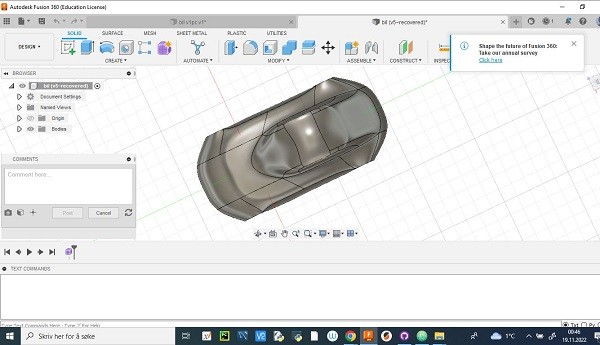 Autodesk Fusion 360 (Education License)
bil (v5-recovered)*
SOLID SURFACE MESH SHEET METAL PLASTIC UTILITIES
DESIGN
CREATE AUTOMATE MODIFY ASSEMBLE CONSTRUCT
Shape the future of Fusion 360:
Take our annual survey
Click here
BROWSER
bil (v5-recovered)
Document Settings
Named Views
Origin
Bodies
COMMENTS
Comment here...
Post Cancel
TEXT COMMANDS
Txt
Skriv her for å søke
1°C
00:46
19.11.2022